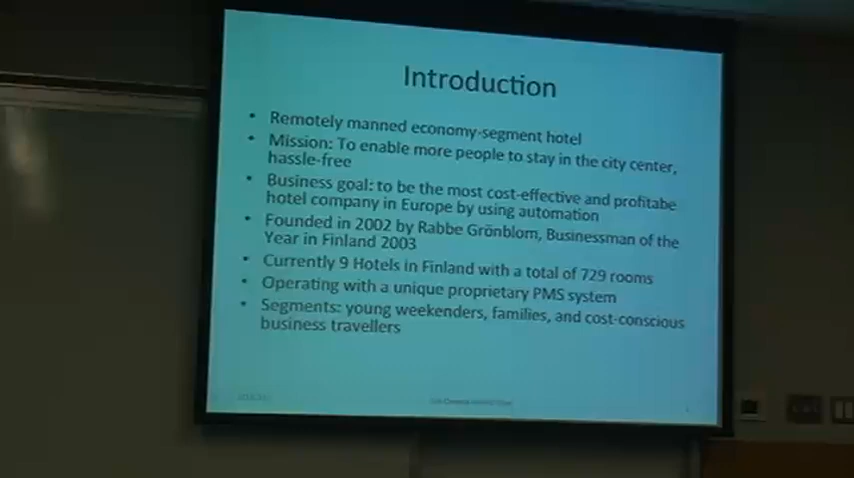 Introduction
• Remotely manned economy-segment hotel
• Mission: To enable more people to stay in the city center,
hassle-free
• Business goal: to be the most cost-effective and profitabe
hotel company in Europe by using automation
• Founded in 2002 by Rabbe Grönblom, Businessman of the
Year in Finland 2003
• Currently 9 Hotels in Finland with a total of 729 rooms
• Operating with a unique proprietary PMS system
• Segments: young weekenders, families, and cost-conscious
business travellers